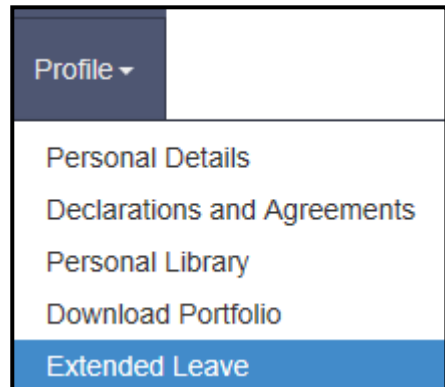 Profile
Personal Details
Declarations and Agreements
Personal Library
Download Portfolio
Extended Leave